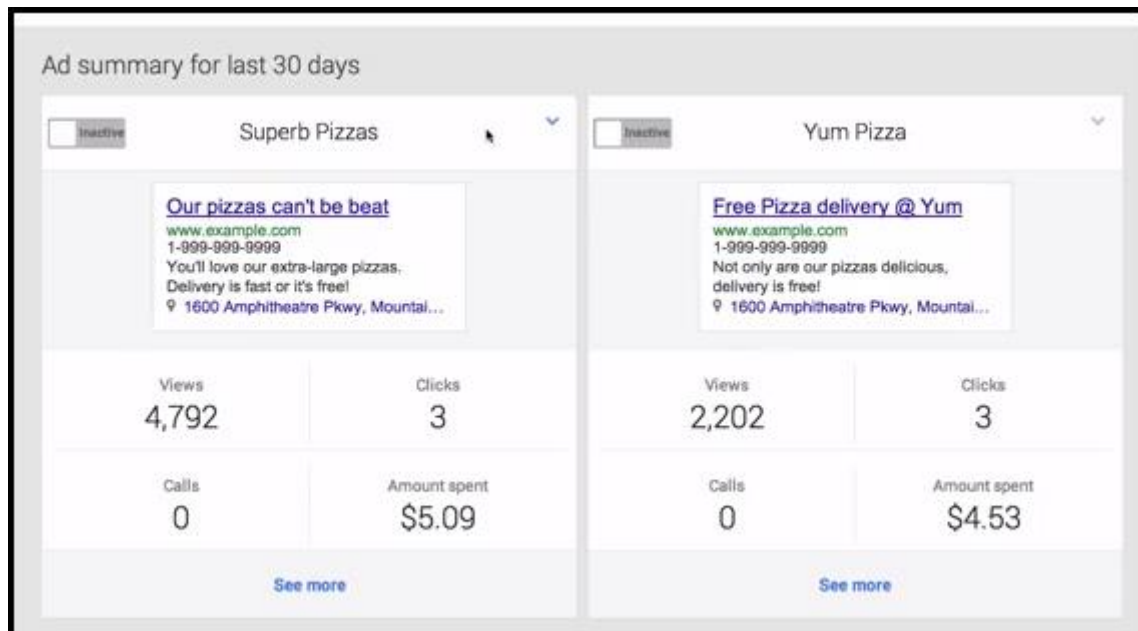 Ad summary for last 30 days
Inactive
Superb Pizzas
Our pizzas can't be beat
www.example.com
1-999-999-9999
You'll love our extra-large pizzas.
Delivery is fast or it's free!
1600 Amphitheatre Pkwy, Mountai...
Views
4,792
Clicks
3
Calls
0
Amount spent
$5.09
See more
Inactive
Yum Pizza
Free Pizza delivery @ Yum
www.example.com
1-999-999-9999
Not only are our pizzas delicious,
delivery is free!
1600 Amphitheatre Pkwy, Mountai...
Views
2,202
Clicks
3
Calls
0
Amount spent
$4.53
See more